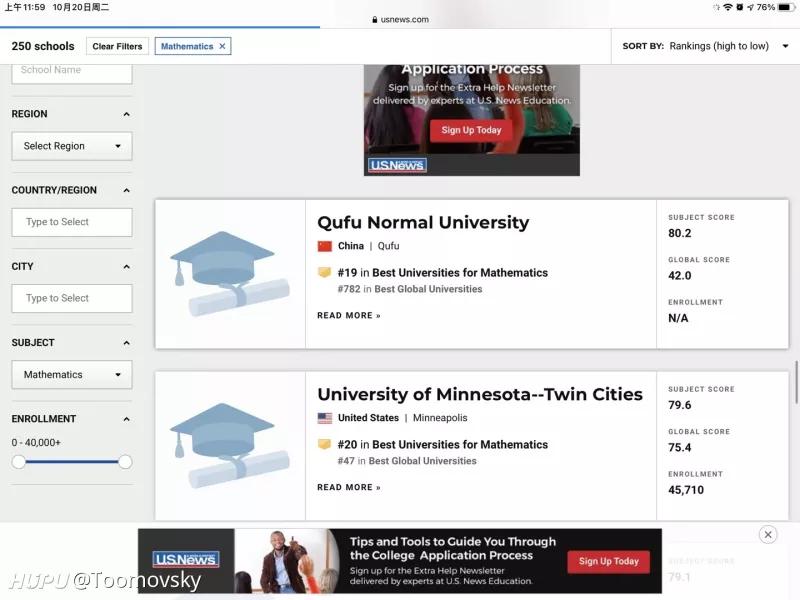 上午11:59 10月20日周二
76%
usnews.com
250 schools
Clear Filters
Mathematics ×
SORT BY: Rankings (high to low)
School Name
REGION
Select Region
COUNTRY/REGION
Type to Select
CITY
Type to Select
SUBJECT
Mathematics
ENROLLMENT
0 - 40,000+
Application Process
Sign up for the Extra Help Newsletter
delivered by experts at U.S. News Education.
Sign Up Today
U.S.News
Qufu Normal University
China | Qufu
#19 in Best Universities for Mathematics
#782 in Best Global Universities
READ MORE »
SUBJECT SCORE
80.2
GLOBAL SCORE
42.0
ENROLLMENT
N/A
University of Minnesota--Twin Cities
United States | Minneapolis
#20 in Best Universities for Mathematics
#47 in Best Global Universities
READ MORE »
SUBJECT SCORE
79.6
GLOBAL SCORE
75.4
ENROLLMENT
45,710
U.S.News
Tips and Tools to Guide You Through
the College Application Process
Sign up for the Extra Help Newsletter
delivered by experts at U.S. News Education.
Sign Up Today
SUBJECT SCORE
79.1
HUPU@Toomovsky